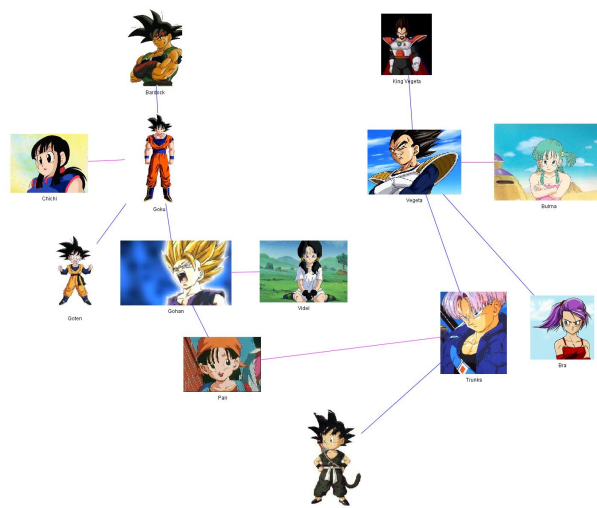 Bardock
King Vegeta
Chichi
Goku
Vegeta
Bulma
Goten
Gohan
Videl
Pan
Trunks
Bra